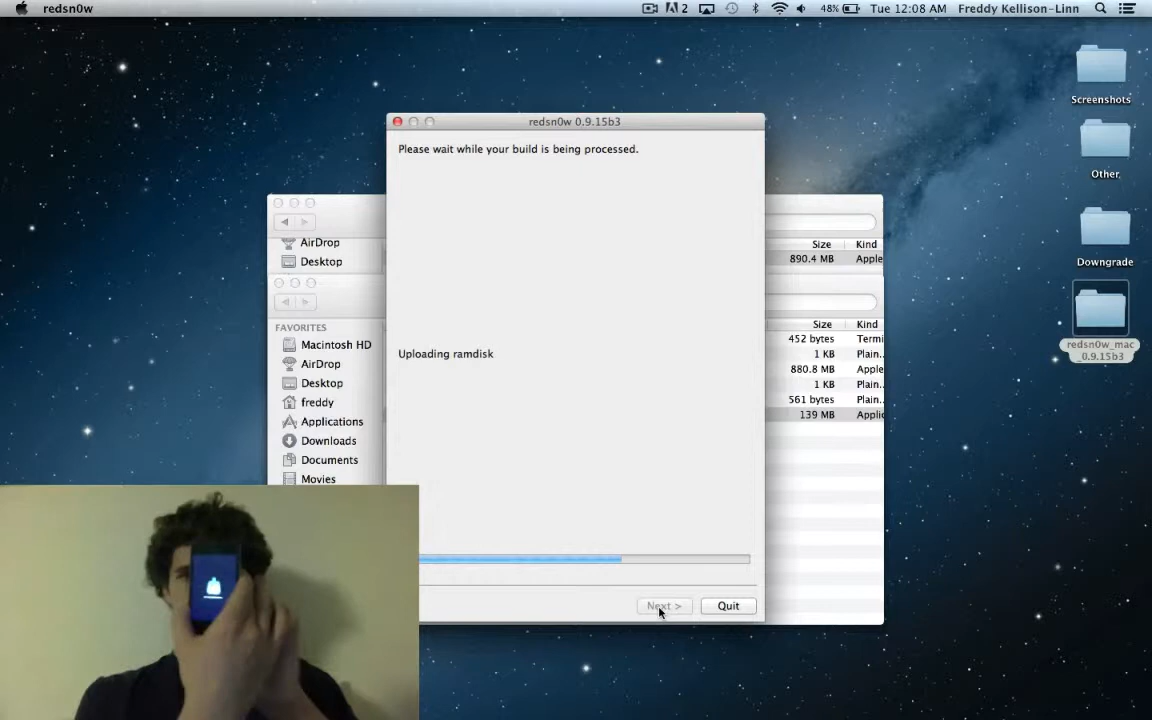 redsn0w
2
48%
Tue 12:08 AM
Freddy Kellison-Linn
Screenshots
Other
Downgrade
redsn0w_mac
_0.9.15b3
redsn0w 0.9.15b3
Please wait while your build is being processed.
Uploading ramdisk
Next >
Quit
AirDrop
Desktop
Size
Kind
890.4 MB
Apple
FAVORITES
Macintosh HD
AirDrop
Desktop
freddy
Applications
Downloads
Documents
Movies
Size
Kind
452 bytes
Termi
1 KB
Plain..
880.8 MB
Apple
1 KB
Plain..
561 bytes
Plain..
139 MB
Applic